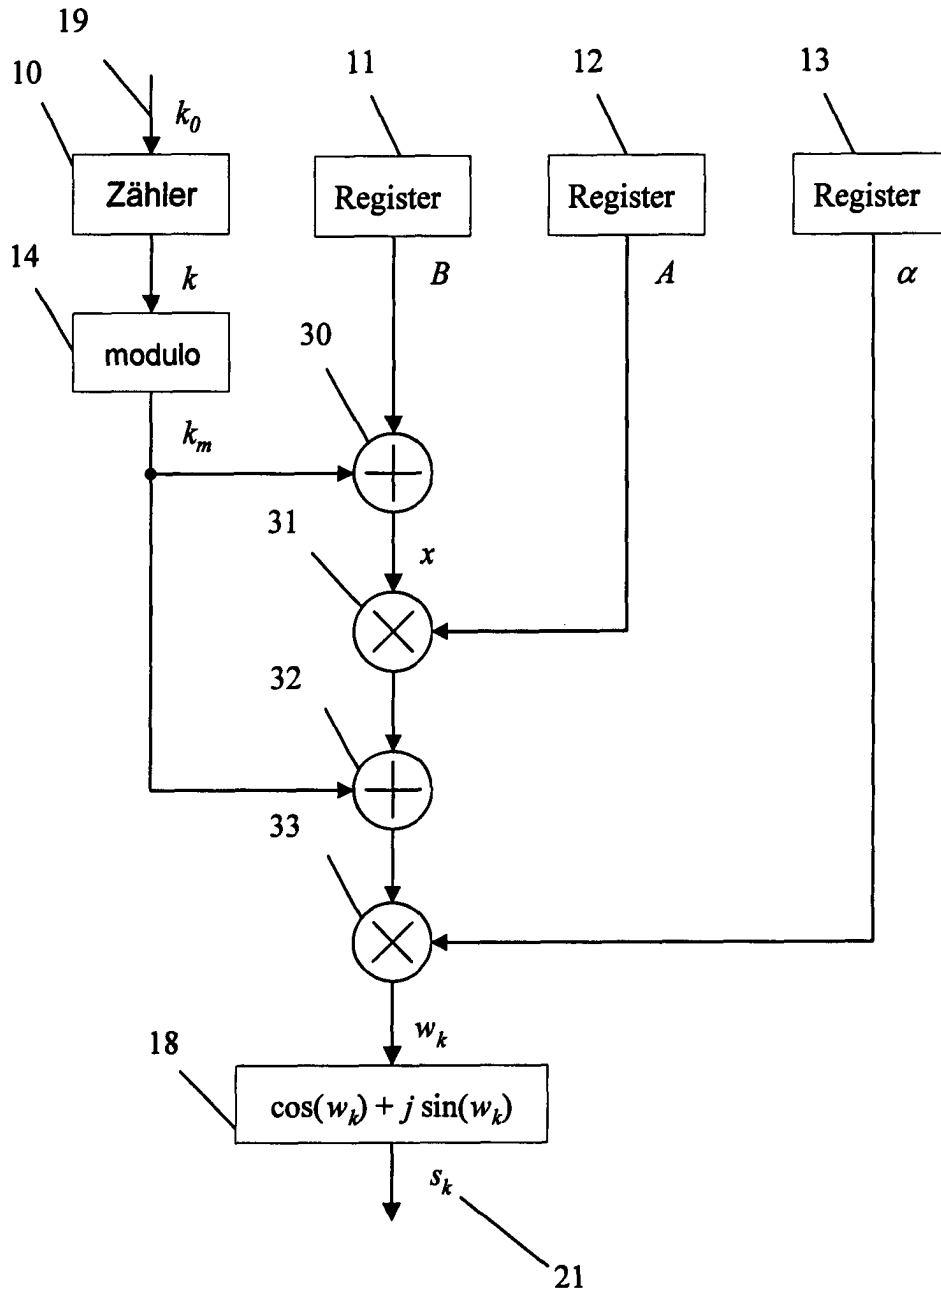 19
10
11
12
13
k₀
Zähler
Register
Register
Register
14
k
B
A
α
modulo
30
kₘ
31
x
32
33
wₖ
18
cos(wₖ) + j sin(wₖ)
sₖ
21